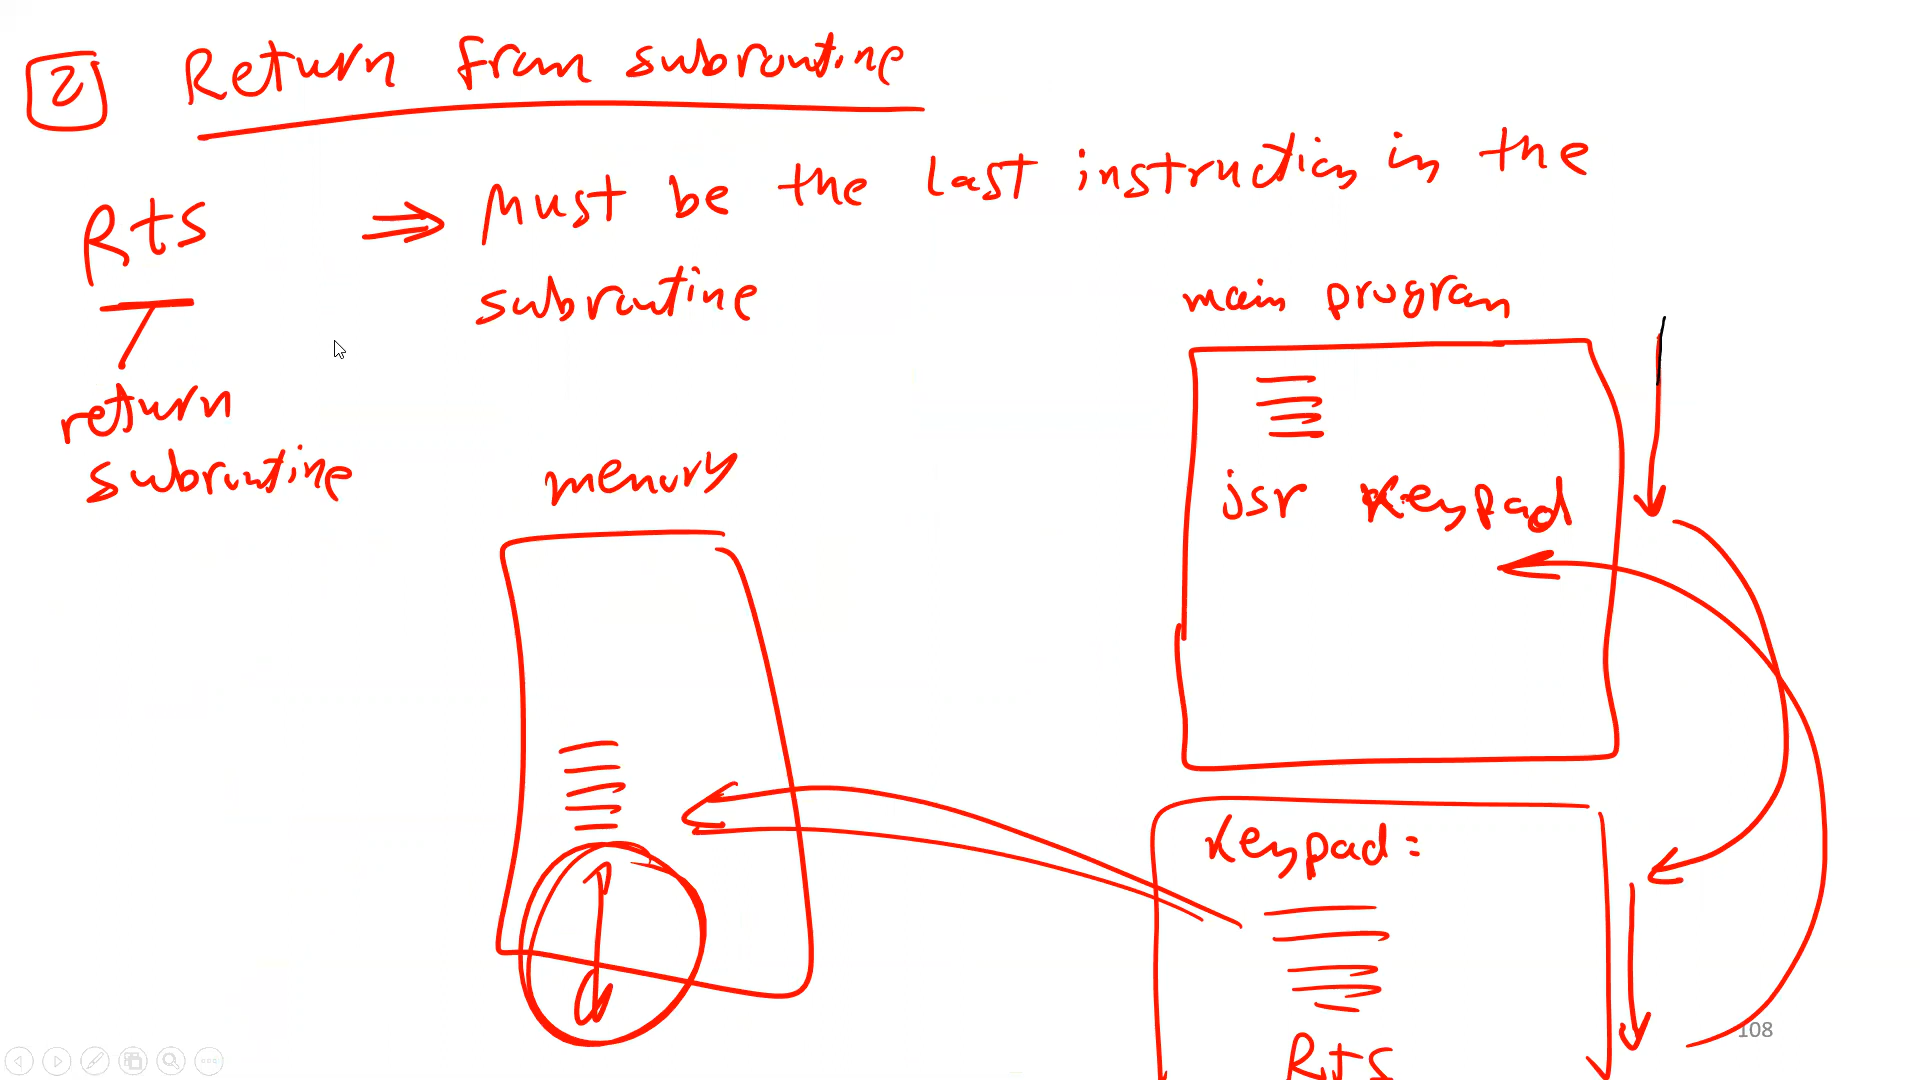 2 Return from subroutine
Rts ⇒ Must be the last instruction in the
subroutine
return
subroutine
memory
main program
jsr keypad
keypad:
Rts
108